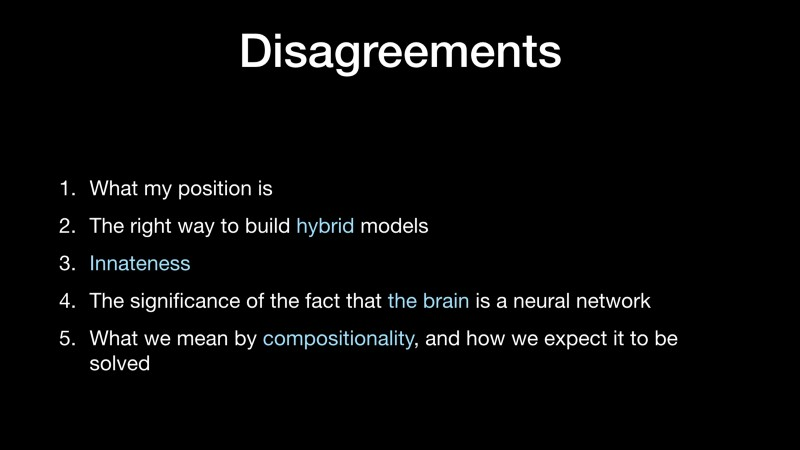 Disagreements
1. What my position is
2. The right way to build hybrid models
3. Innateness
4. The significance of the fact that the brain is a neural network
5. What we mean by compositionality, and how we expect it to be
solved